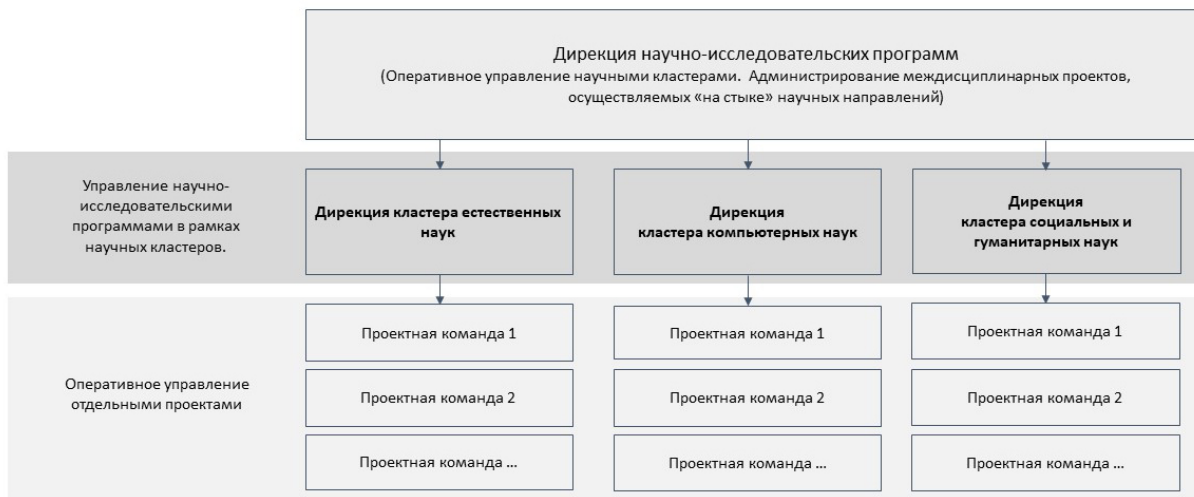 Дирекция научно-исследовательских программ
(Оперативное управление научными кластерами. Администрирование междисциплинарных проектов,
осуществляемых «на стыке» научных направлений)
Управление научно-
исследовательскими
программами в рамках
научных кластеров.
Дирекция кластера естественных
наук
Дирекция
кластера компьютерных наук
Дирекция
кластера социальных и
гуманитарных наук
Оперативное управление
отдельными проектами
Проектная команда 1
Проектная команда 1
Проектная команда 1
Проектная команда 2
Проектная команда 2
Проектная команда 2
Проектная команда ...
Проектная команда ...
Проектная команда ...